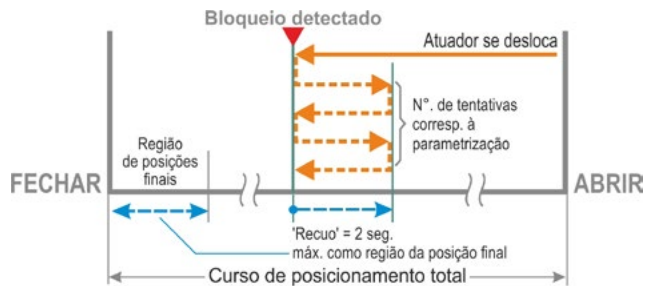 Bloqueio detectado
Atuador se desloca
N°. de tentativas
corresp. à
parametrização
Região
de posições
finais
FECHAR
ABRIR
'Recuo' = 2 seg.
máx. como região da posição final
Curso de posicionamento total